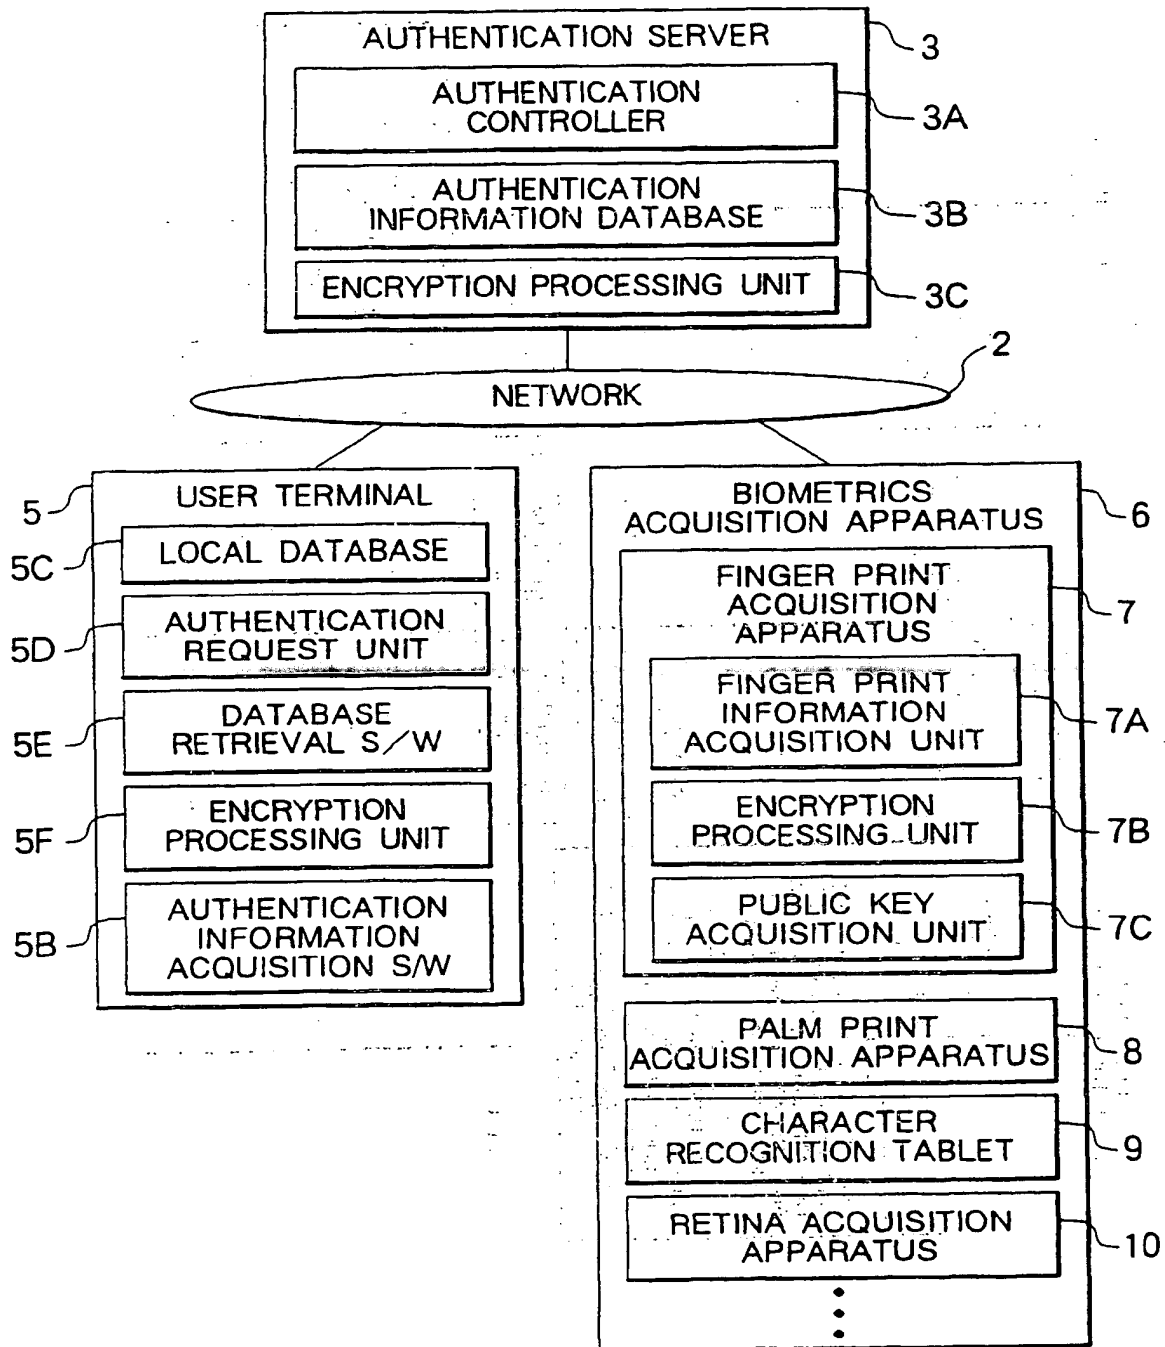 AUTHENTICATION SERVER
3
AUTHENTICATION
CONTROLLER
3A
AUTHENTICATION
INFORMATION DATABASE
3B
ENCRYPTION PROCESSING UNIT
3C
NETWORK
2
USER TERMINAL
5
LOCAL DATABASE
5C
AUTHENTICATION
REQUEST UNIT
5D
DATABASE
RETRIEVAL S/W
5E
ENCRYPTION
PROCESSING UNIT
5F
AUTHENTICATION
INFORMATION
ACQUISITION S/W
5B
BIOMETRICS
ACQUISITION APPARATUS
6
FINGER PRINT
ACQUISITION
APPARATUS
7
FINGER PRINT
INFORMATION
ACQUISITION UNIT
7A
ENCRYPTION
PROCESSING UNIT
7B
PUBLIC KEY
ACQUISITION UNIT
7C
PALM PRINT
ACQUISITION APPARATUS
8
CHARACTER
RECOGNITION TABLET
9
RETINA ACQUISITION
APPARATUS
10